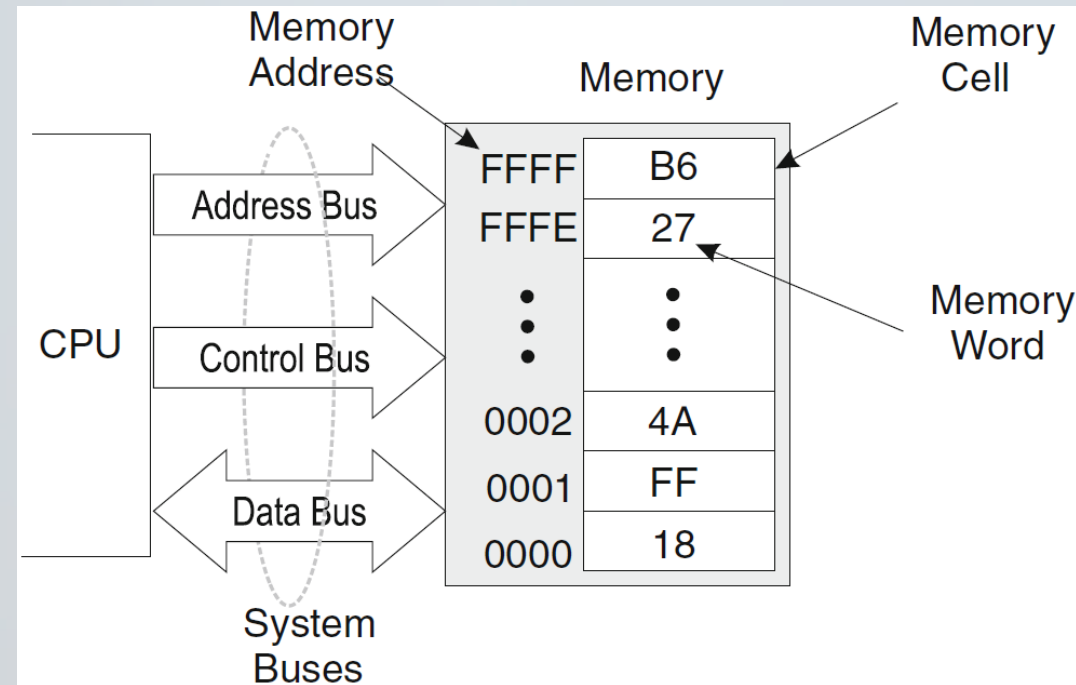 Memory
Address
Memory
Memory
Cell
FFFF
B6
Address Bus
FFFE
27
Memory
Word
CPU
Control Bus
0002
4A
0001
FF
Data Bus
0000
18
System
Buses